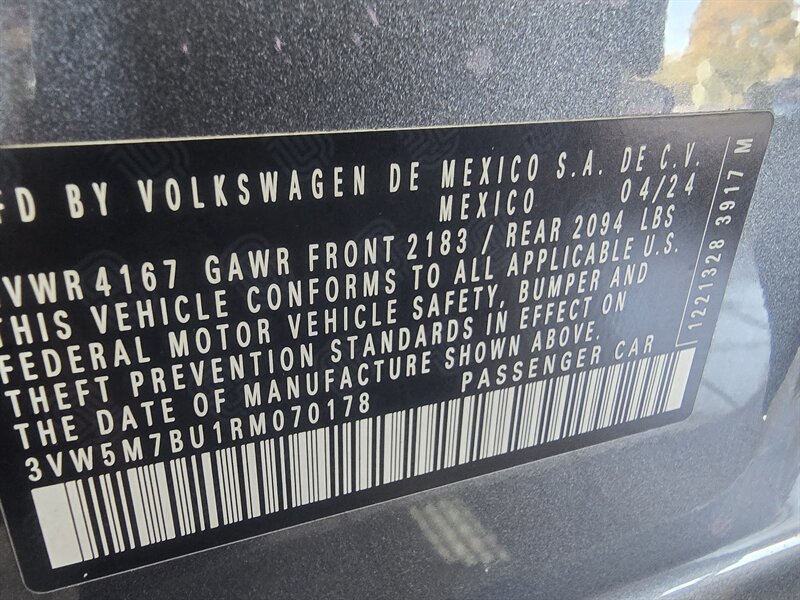 FD BY VOLKSWAGEN DE MEXICO S.A. DE C.V.
MEXICO 04/24
VWR 4167 GAWR FRONT 2183 / REAR 2094 LBS
THIS VEHICLE CONFORMS TO ALL APPLICABLE U.S.
FEDERAL MOTOR VEHICLE SAFETY, BUMPER AND
THEFT PREVENTION STANDARDS IN EFFECT ON
THE DATE OF MANUFACTURE SHOWN ABOVE.
3VW5M7BU1RM070178 PASSENGER CAR
1221328 3917 M